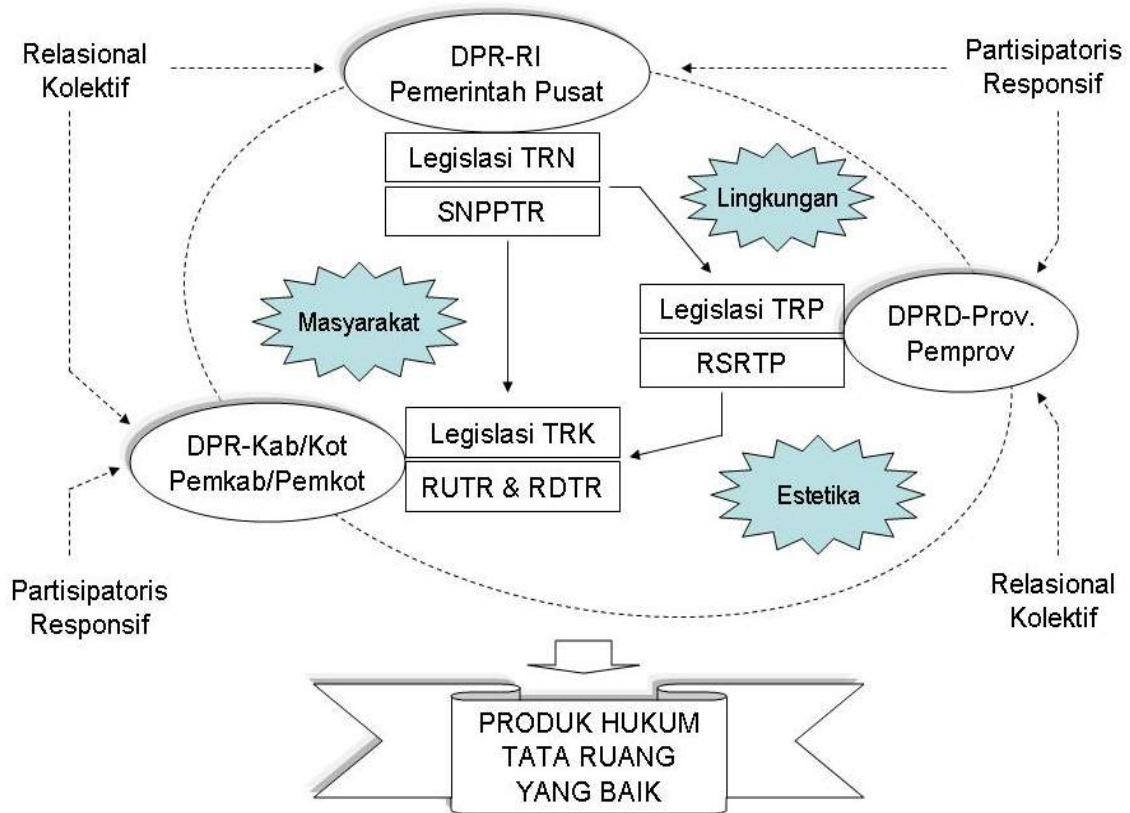 Relasional
Kolektif
DPR-RI
Pemerintah Pusat
Partisipatoris
Responsif
Legislasi TRN
SNPPTR
Lingkungan
Masyarakat
Legislasi TRP
RSRTP
DPRD-Prov.
Pemprov
DPR-Kab/Kot
Pemkab/Pemkot
Legislasi TRK
RUTR & RDTR
Estetika
Partisipatoris
Responsif
Relasional
Kolektif
PRODUK HUKUM
TATA RUANG
YANG BAIK